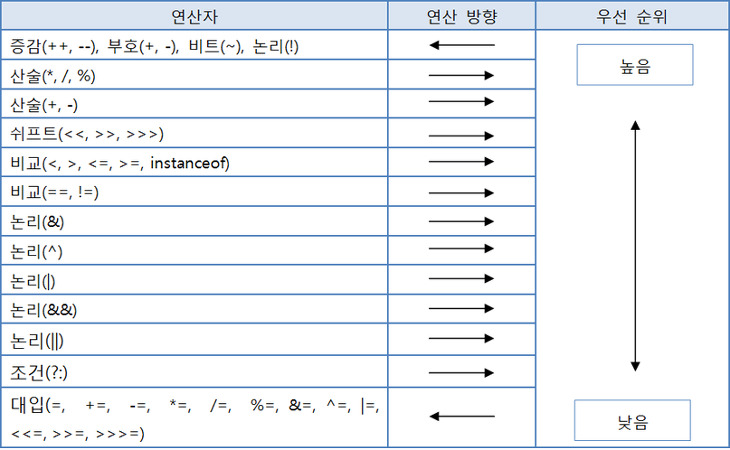 연산자 연산 방향 우선 순위
증감(++, --), 부호(+, -), 비트(~), 논리(!)
높음
산술(*, /, %)
산술(+, -)
쉬프트(<<, >>, >>>)
비교(<, >, <=, >=, instanceof)
비교(==, !=)
논리(&)
논리(^)
논리(|)
논리(&&)
논리(||)
조건(?:)
대입(=, +=, -=, *=, /=, %=, &=, ^=, |=,
<<=, >>=, >>>=)
낮음